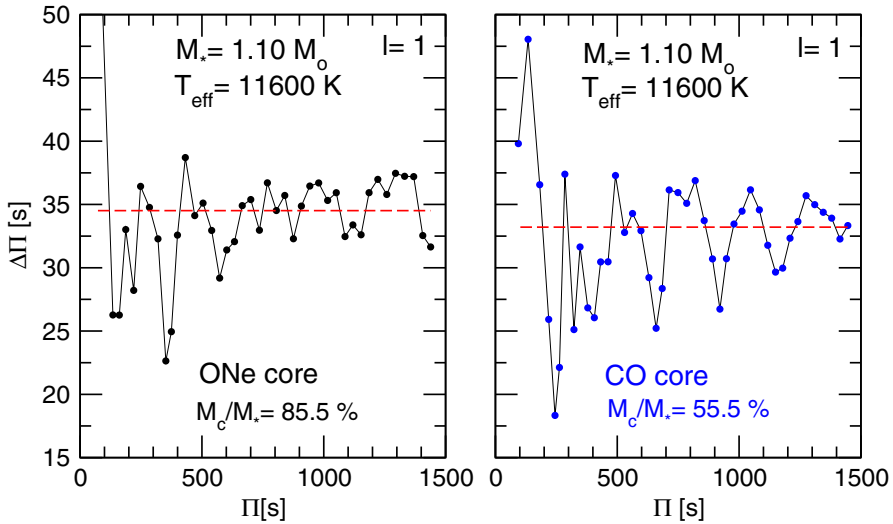 50
45
40
35
30
25
20
15
ΔΠ [s]
M* = 1.10 Mo
l= 1
Teff= 11600 K
ONe core
Mc/M*= 85.5 %
0
500
1000
1500
Π[s]
M* = 1.10 Mo
l= 1
Teff= 11600 K
CO core
Mc/M*= 55.5 %
0
500
1000
1500
Π [s]